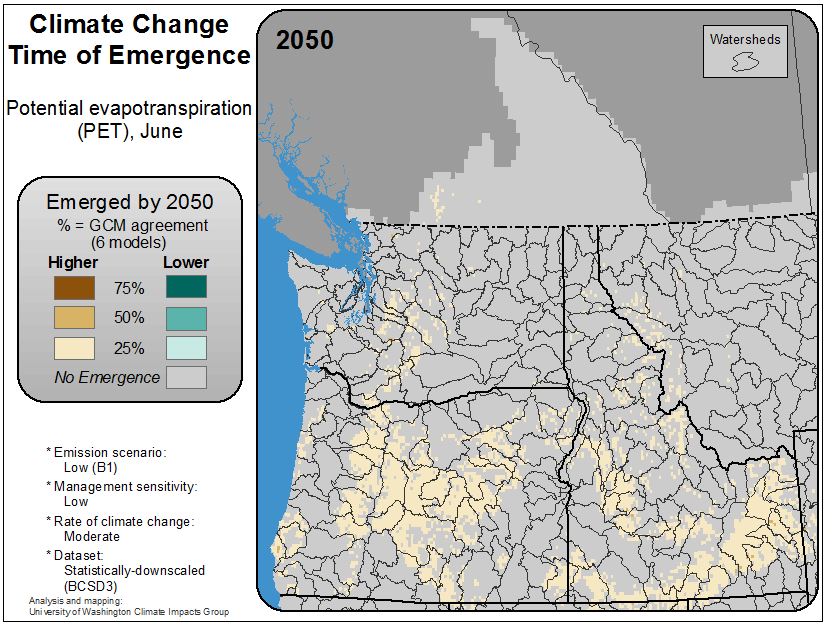 Climate Change
Time of Emergence
Potential evapotranspiration
(PET), June
Emerged by 2050
% = GCM agreement
(6 models)
Higher Lower
75%
50%
25%
No Emergence
* Emission scenario:
Low (B1)
* Management sensitivity:
Low
* Rate of climate change:
Moderate
* Dataset:
Statistically-downscaled
(BCSD3)
Analysis and mapping:
University of Washington Climate Impacts Group
2050
Watersheds